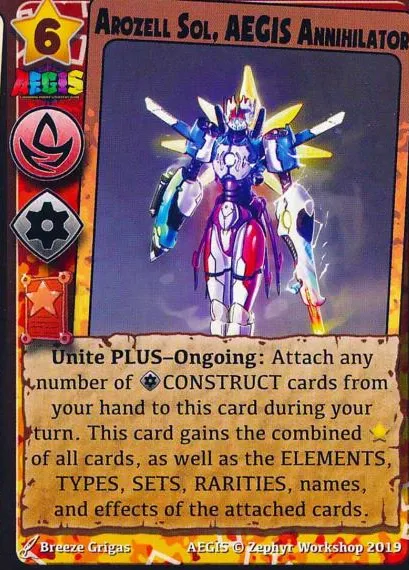 6
AROZELL SOL, AEGIS ANNIHILATOR
AEGIS
Unite PLUS–Ongoing: Attach any
number of CONSTRUCT cards from
your hand to this card during your
turn. This card gains the combined
of all cards, as well as the ELEMENTS,
TYPES, SETS, RARITIES, names,
and effects of the attached cards.
Breeze Grigas AEGIS © Zephyr Workshop 2019